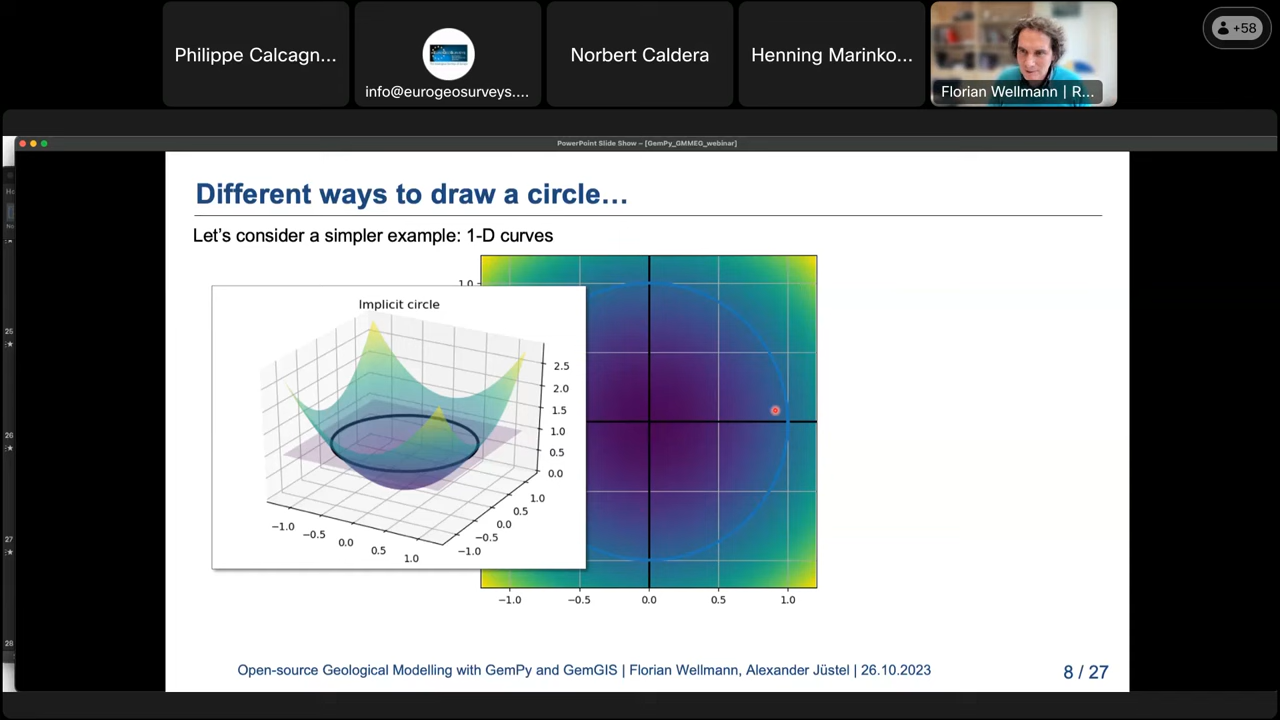 Philippe Calcagn...
info@eurogeosurveys....
Norbert Caldera
Henning Marinko...
Florian Wellmann | R...
+58
PowerPoint Slide Show – [GemPy_GMMEG_webinar]
Different ways to draw a circle…
Let's consider a simpler example: 1-D curves
1.0
Implicit circle
2.5
2.0
1.5
1.0
0.5
0.0
1.0
0.5
0.0
−0.5
−1.0
−1.0
−0.5
0.0
0.5
1.0
−1.0
−0.5
0.0
0.5
1.0
25
26
27
28
Open-source Geological Modelling with GemPy and GemGIS | Florian Wellmann, Alexander Jüstel | 26.10.2023
8 / 27